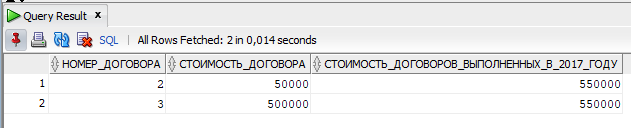 Query Result x
SQL | All Rows Fetched: 2 in 0,014 seconds
НОМЕР_ДОГОВОРА СТОИМОСТЬ_ДОГОВОРА СТОИМОСТЬ_ДОГОВОРОВ_ВЫПОЛНЕННЫХ_В_2017_ГОДУ
1 2 50000 550000
2 3 500000 550000